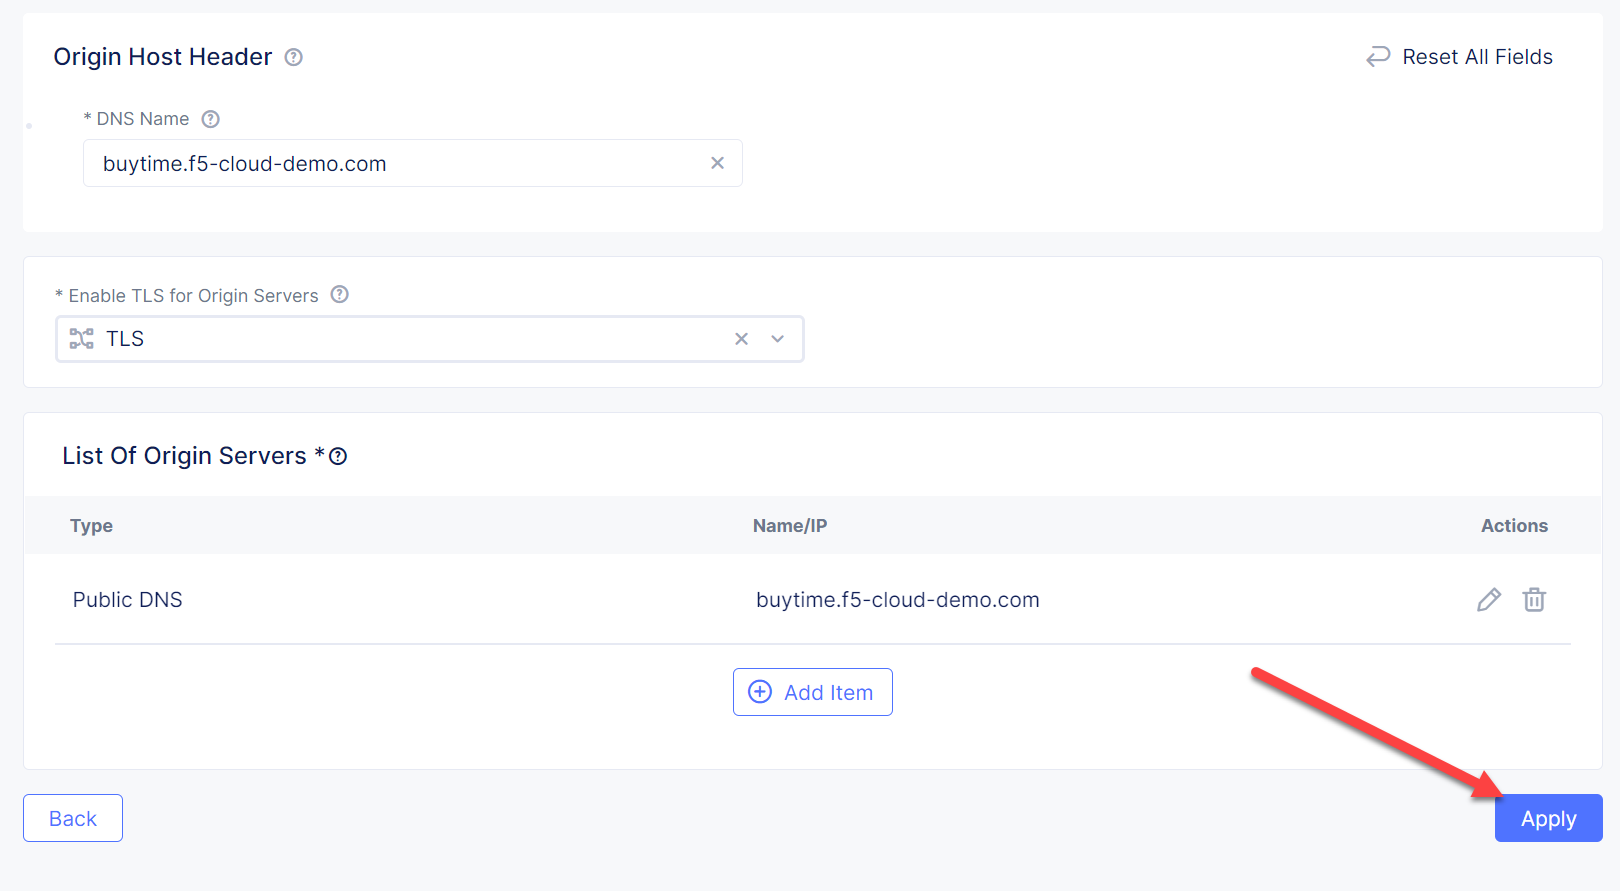 Origin Host Header
Reset All Fields
* DNS Name
buytime.f5-cloud-demo.com
* Enable TLS for Origin Servers
TLS
List Of Origin Servers *
Type Name/IP Actions
Public DNS buytime.f5-cloud-demo.com
Add Item
Back
Apply